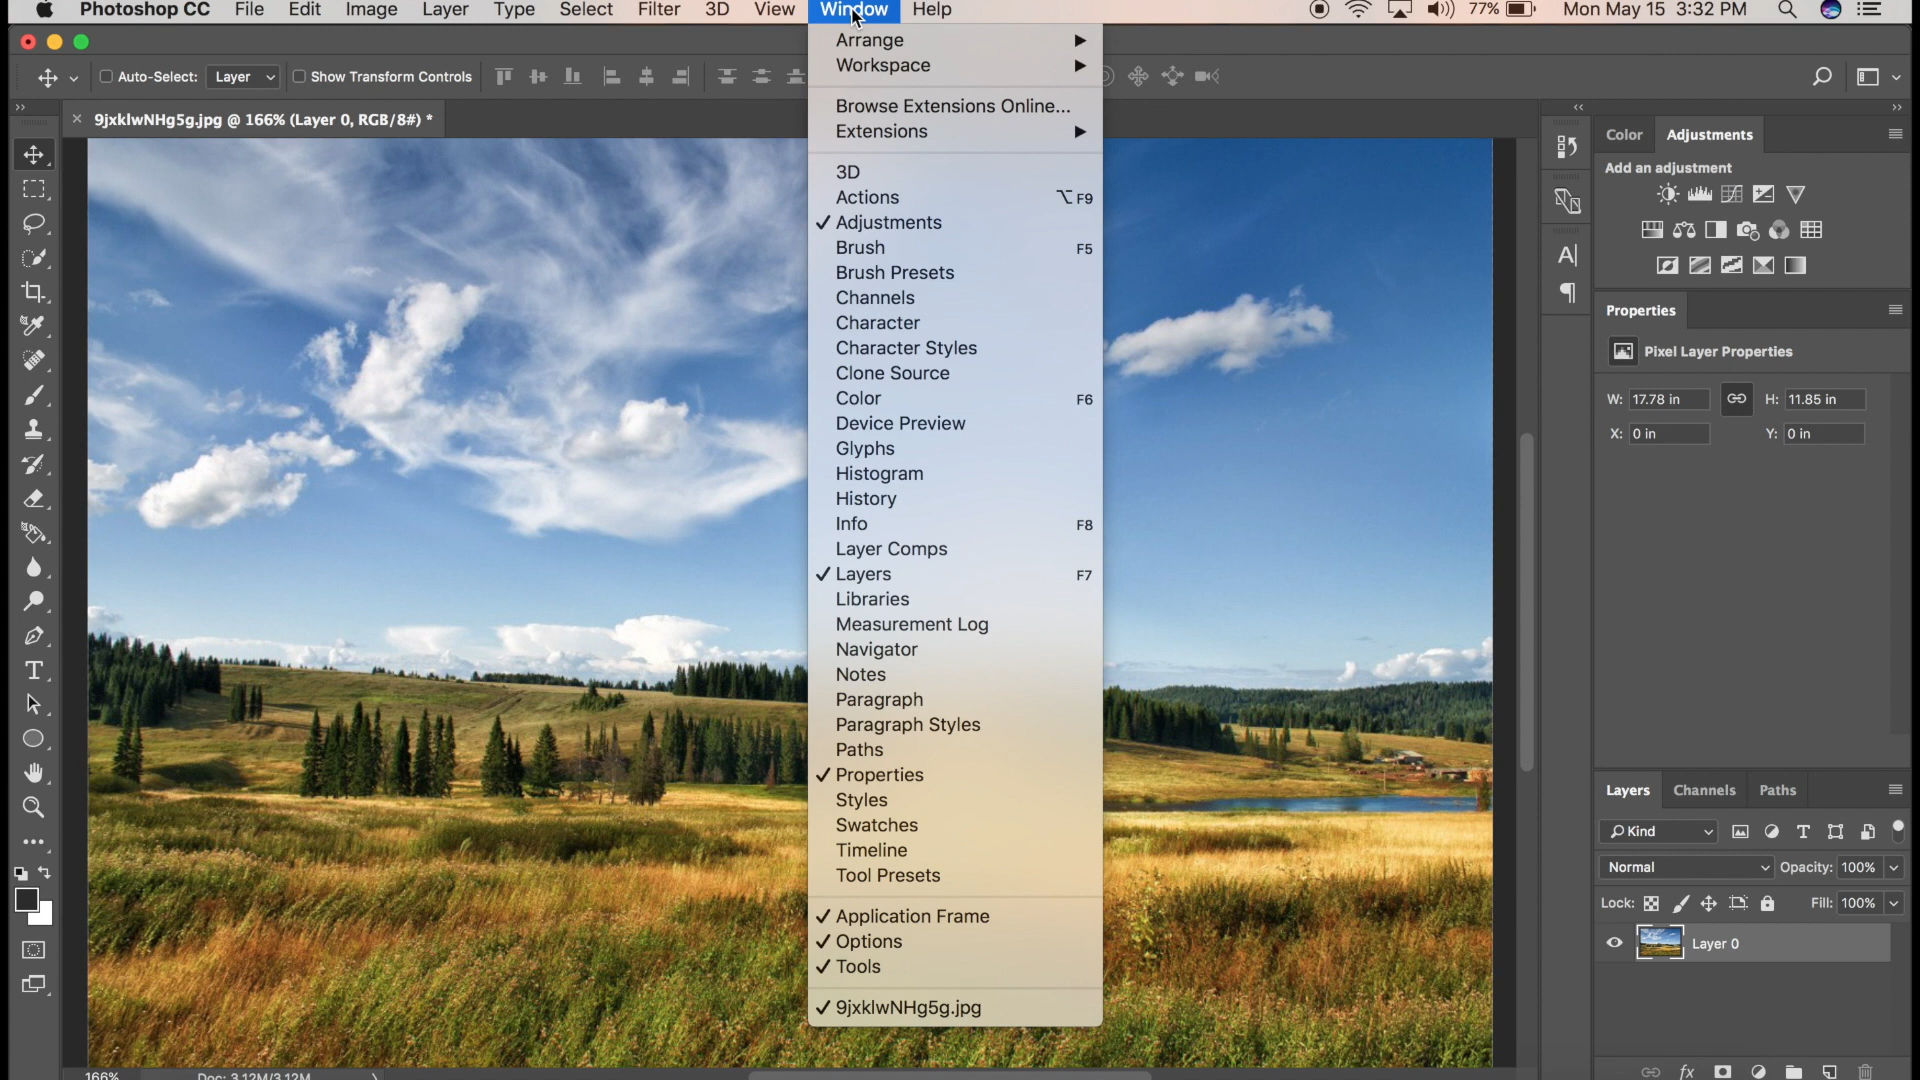 Photoshop CC File Edit Image Layer Type Select Filter 3D View Window Help 77% Mon May 15 3:32 PM
Auto-Select: Layer Show Transform Controls
9jxklwNHg5g.jpg @ 166% (Layer 0, RGB/8#) *
Arrange
Workspace
Browse Extensions Online...
Extensions
3D
Actions ⌥F9
Adjustments
Brush F5
Brush Presets
Channels
Character
Character Styles
Clone Source
Color F6
Device Preview
Glyphs
Histogram
History
Info F8
Layer Comps
Layers F7
Libraries
Measurement Log
Navigator
Notes
Paragraph
Paragraph Styles
Paths
Properties
Styles
Swatches
Timeline
Tool Presets
Application Frame
Options
Tools
9jxklwNHg5g.jpg
Color Adjustments
Add an adjustment
Properties
Pixel Layer Properties
W: 17.78 in H: 11.85 in
X: 0 in Y: 0 in
Layers Channels Paths
Kind
Normal Opacity: 100%
Lock: Fill: 100%
Layer 0
fx
166% Doc: 3.12M/3.12M